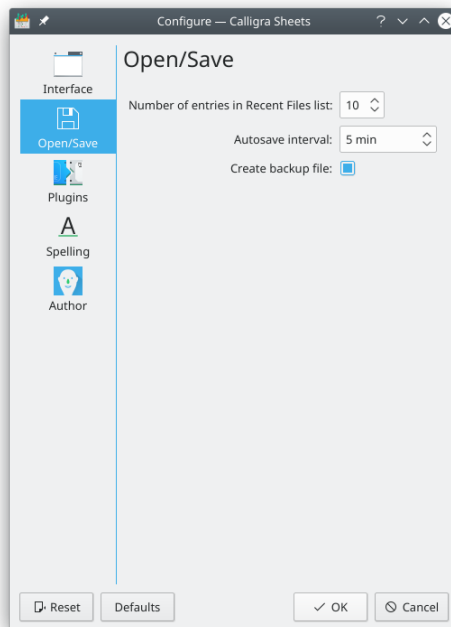 Configure — Calligra Sheets
Open/Save
Interface
Open/Save
Plugins
Spelling
Author
Number of entries in Recent Files list: 10
Autosave interval: 5 min
Create backup file:
Reset Defaults OK Cancel